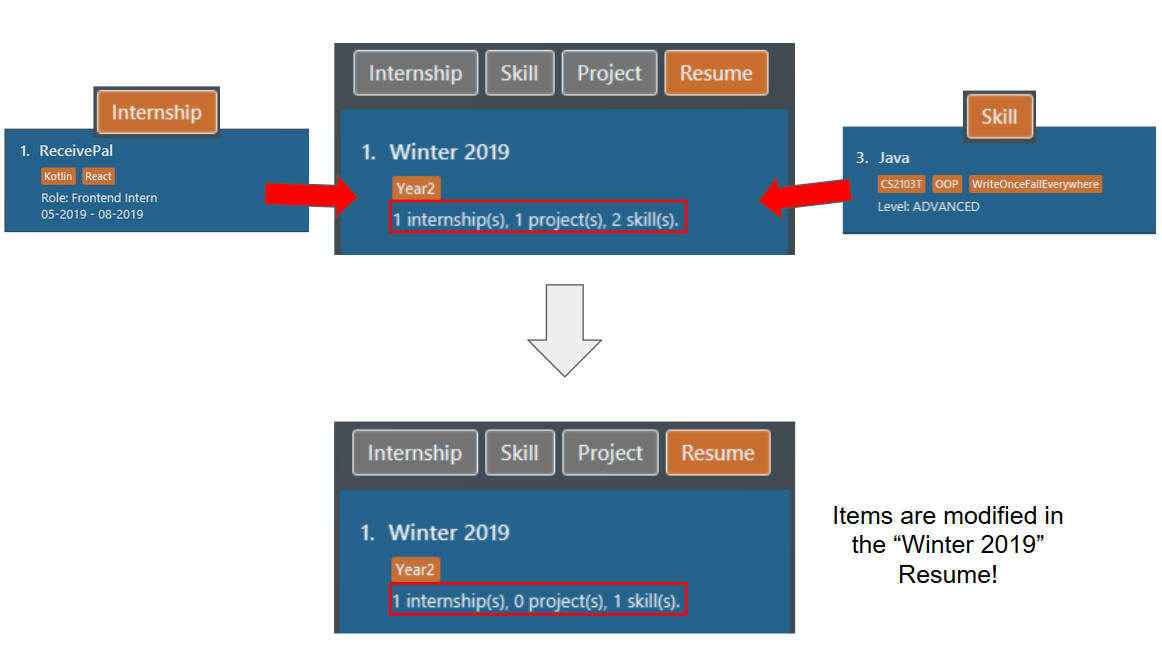 Internship Skill Project Resume
1. Winter 2019
Year2
1 internship(s), 1 project(s), 2 skill(s).
Internship
1. ReceivePal
Kotlin React
Role: Frontend Intern
05-2019 - 08-2019
Skill
3. Java
CS2103T OOP WriteOnceFailEverywhere
Level: ADVANCED
Internship Skill Project Resume
1. Winter 2019
Year2
1 internship(s), 0 project(s), 1 skill(s).
Items are modified in
the “Winter 2019”
Resume!